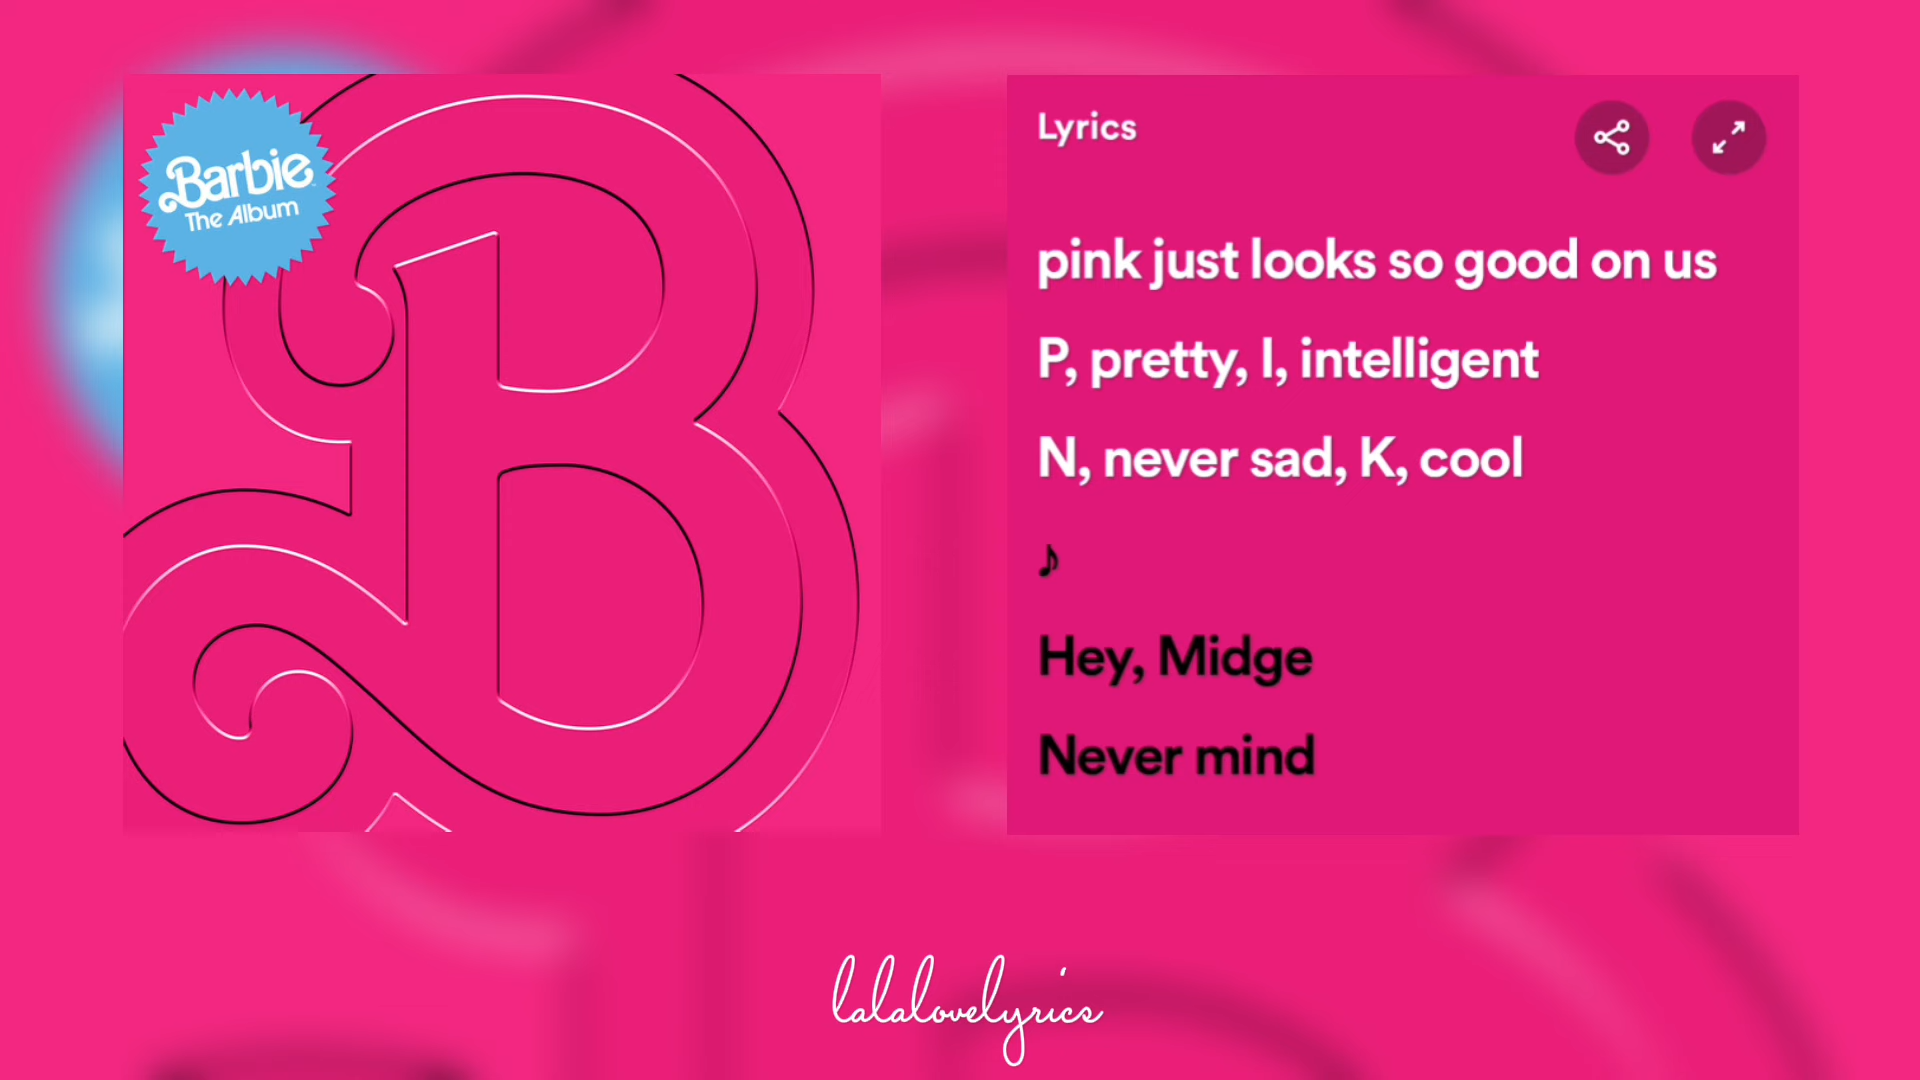 Barbie
The Album
Lyrics
pink just looks so good on us
P, pretty, I, intelligent
N, never sad, K, cool
♪
Hey, Midge
Never mind
lalalovelyrics